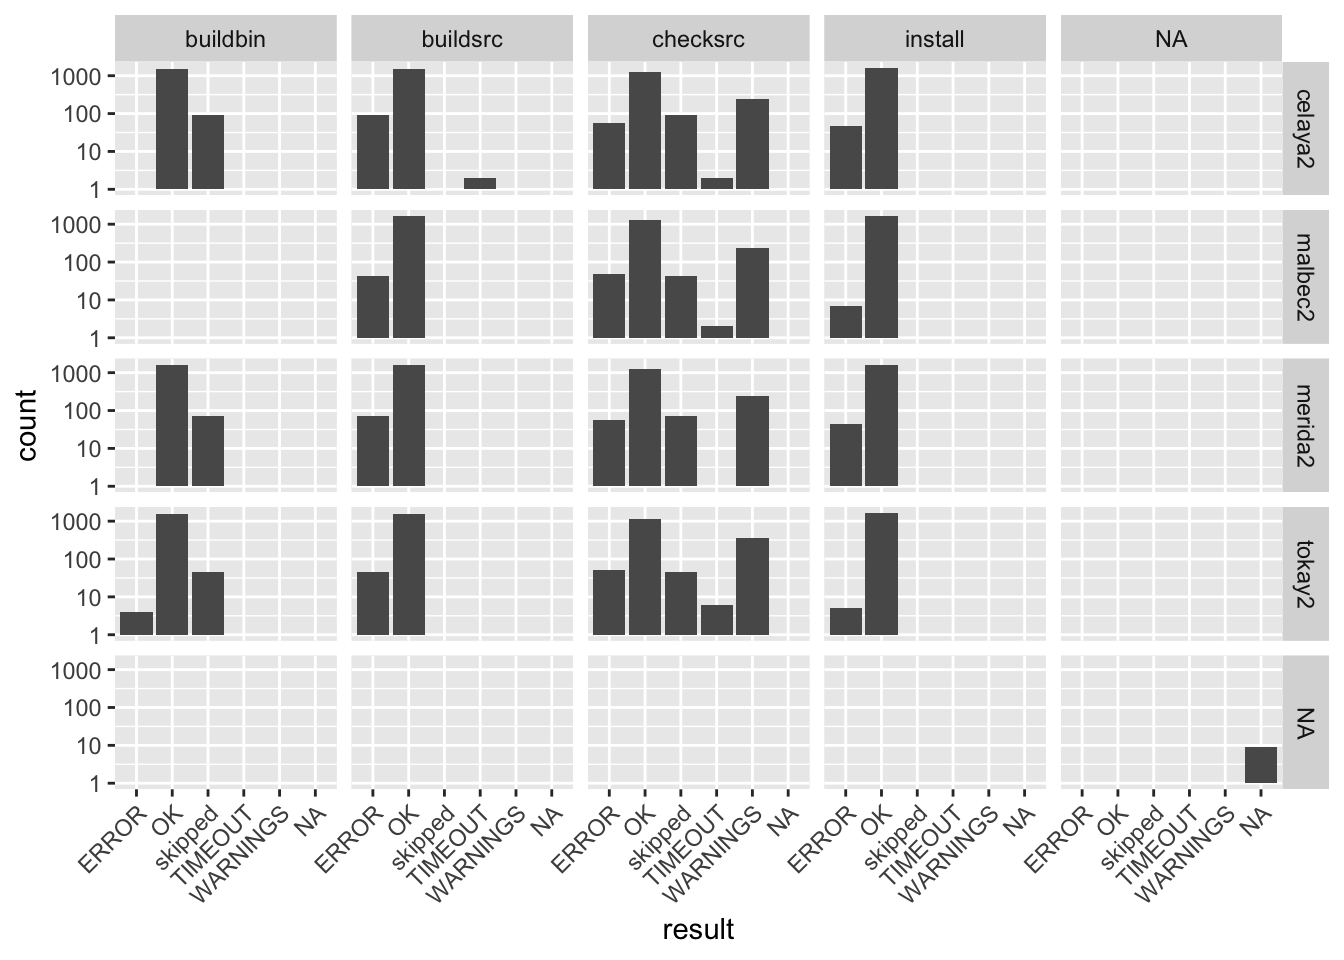 buildbin buildsrc checksrc install NA
1000
100
10
1
celaya2
1000
100
10
1
malbec2
1000
100
10
1
merida2
1000
100
10
1
tokay2
1000
100
10
1
NA
count
ERROR OK skipped TIMEOUT WARNINGS NA ERROR OK skipped TIMEOUT WARNINGS NA ERROR OK skipped TIMEOUT WARNINGS NA ERROR OK skipped TIMEOUT WARNINGS NA ERROR OK skipped TIMEOUT WARNINGS NA
result